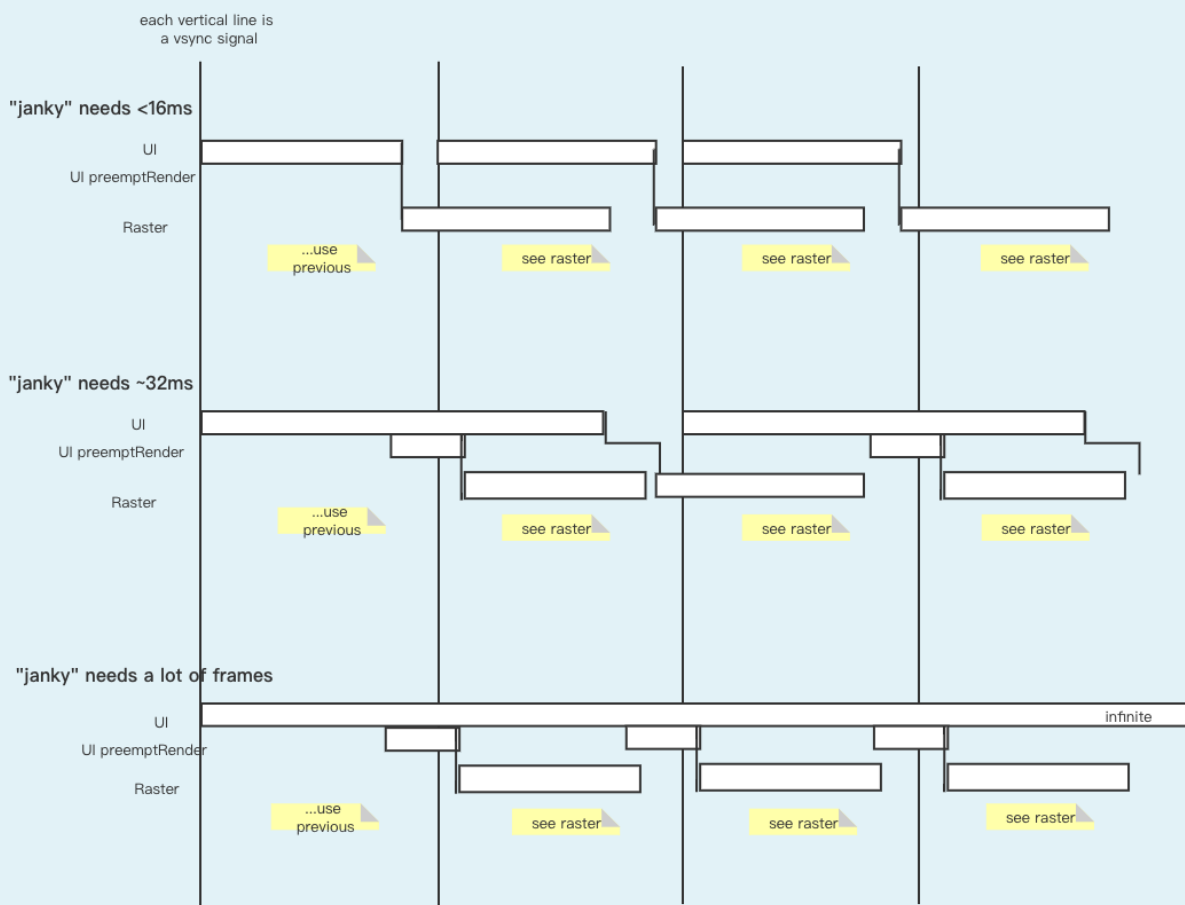 each vertical line is
a vsync signal
"janky" needs <16ms
UI
UI preemptRender
Raster
...use
previous
see raster
see raster
see raster
"janky" needs ~32ms
UI
UI preemptRender
Raster
...use
previous
see raster
see raster
see raster
"janky" needs a lot of frames
UI
infinite
UI preemptRender
Raster
...use
previous
see raster
see raster
see raster